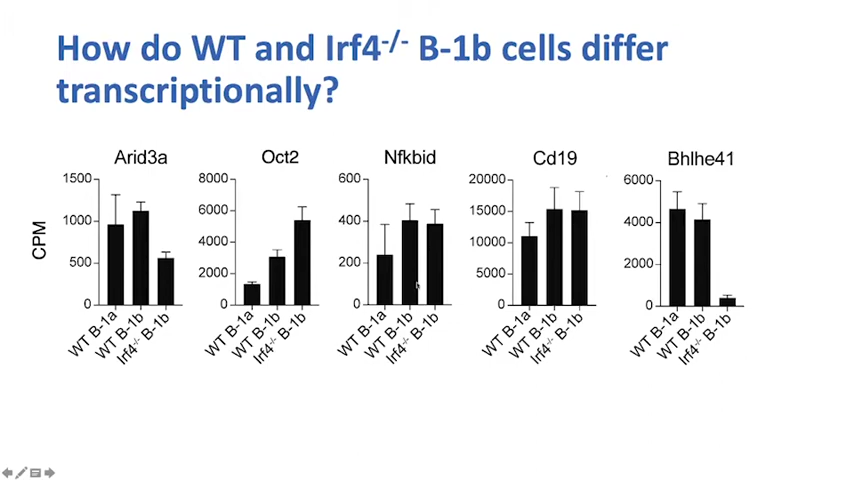 How do WT and Irf4-/- B-1b cells differ
transcriptionally?
Arid3a
CPM
1500
1000
500
0
WT B-1a
WT B-1b
Irf4-/- B-1b
Oct2
8000
6000
4000
2000
0
WT B-1a
WT B-1b
Irf4-/- B-1b
Nfkbid
600
400
200
0
WT B-1a
WT B-1b
Irf4-/- B-1b
Cd19
20000
15000
10000
5000
0
WT B-1a
WT B-1b
Irf4-/- B-1b
Bhlhe41
6000
4000
2000
0
WT B-1a
WT B-1b
Irf4-/- B-1b